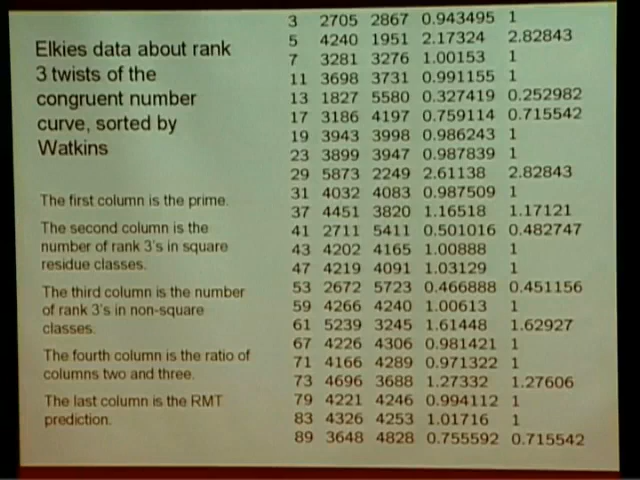 Elkies data about rank
3 twists of the
congruent number
curve, sorted by
Watkins
The first column is the prime.
The second column is the
number of rank 3's in square
residue classes.
The third column is the number
of rank 3's in non-square
classes.
The fourth column is the ratio of
columns two and three.
The last column is the RMT
prediction.
3 2705 2867 0.943495 1
5 4240 1951 2.17324 2.82843
7 3281 3276 1.00153 1
11 3698 3731 0.991155 1
13 1827 5580 0.327419 0.252982
17 3186 4197 0.759114 0.715542
19 3943 3998 0.986243 1
23 3899 3947 0.987839 1
29 5873 2249 2.61138 2.82843
31 4032 4083 0.987509 1
37 4451 3820 1.16518 1.17121
41 2711 5411 0.501016 0.482747
43 4202 4165 1.00888 1
47 4219 4091 1.03129 1
53 2672 5723 0.466888 0.451156
59 4266 4240 1.00613 1
61 5239 3245 1.61448 1.62927
67 4226 4306 0.981421 1
71 4166 4289 0.971322 1
73 4696 3688 1.27332 1.27606
79 4221 4246 0.994112 1
83 4326 4253 1.01716 1
89 3648 4828 0.755592 0.715542